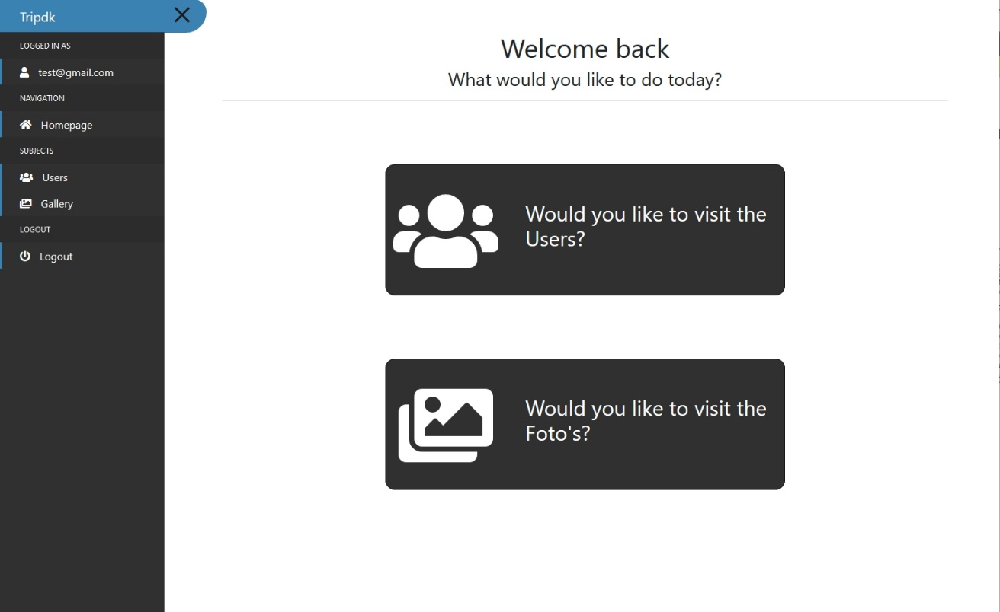 Tripdk
LOGGED IN AS
test@gmail.com
NAVIGATION
Homepage
SUBJECTS
Users
Gallery
LOGOUT
Logout
Welcome back
What would you like to do today?
Would you like to visit the
Users?
Would you like to visit the
Foto's?